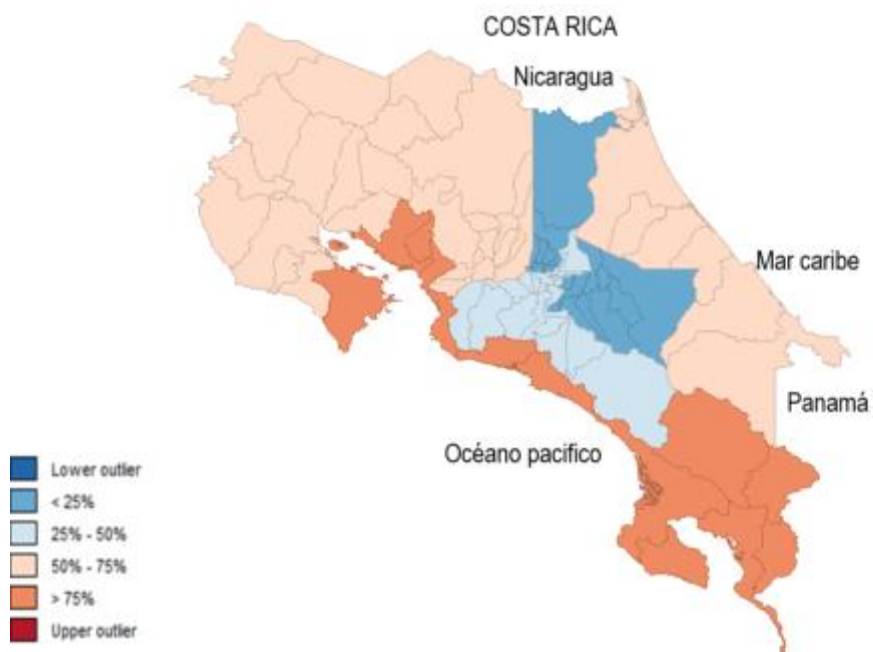 COSTA RICA
Nicaragua
Mar caribe
Panamá
Océano pacifico
Lower outlier
< 25%
25% - 50%
50% - 75%
> 75%
Upper outlier